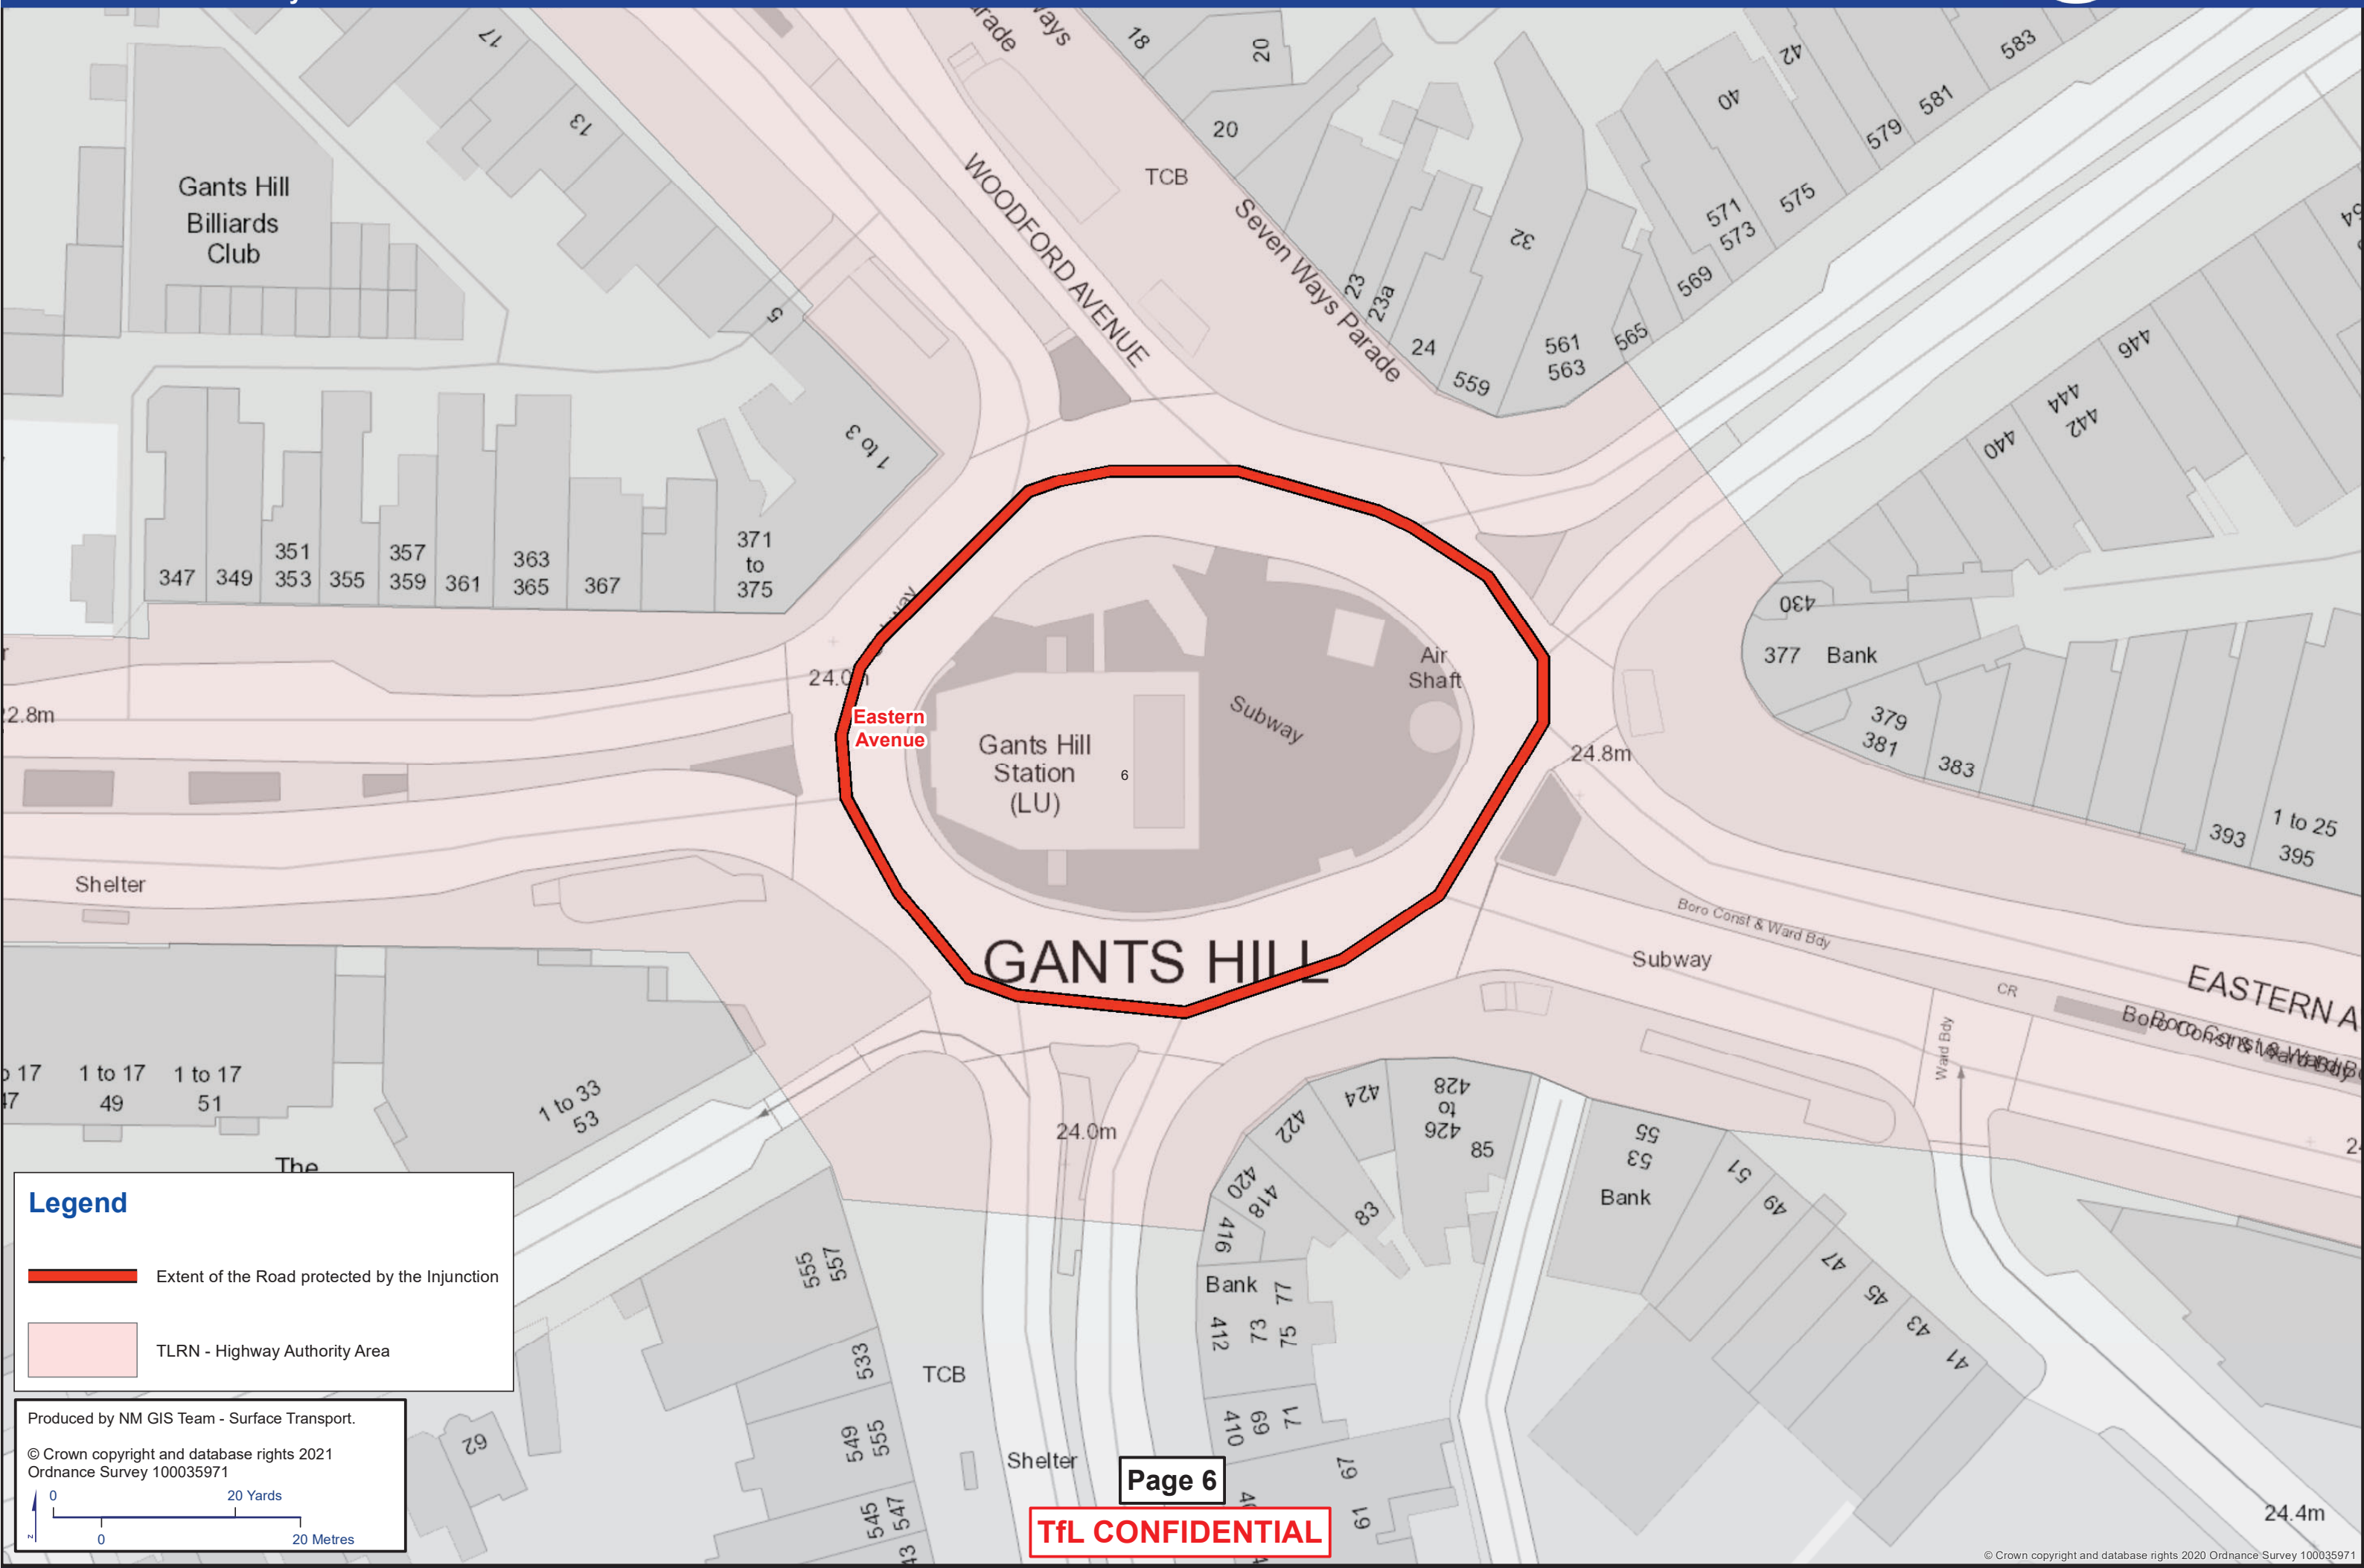 17
13
Gants Hill
Billiards
Club
5
1 to 3
347
349
351
353
355
357
359
361
363
365
367
371
to
375
WOODFORD AVENUE
TCB
Seven Ways Parade
18
20
20
23
23a
24
32
559
561
563
565
569
571
573
575
579
581
583
40
42
446
444
442
440
430
377 Bank
379
381
383
393
1 to 25
395
24.0m
Eastern
Avenue
Gants Hill
Station
(LU)
6
Subway
Air
Shaft
24.8m
GANTS HILL
Shelter
Boro Const & Ward Bdy
Subway
CR
Ward Bdy
EASTERN A
1 to 17
49
1 to 17
51
1 to 33
53
The
24.0m
424
422
420
418
416
428
to
426
85
83
Bank
77
412
73
75
410
69
71
67
61
55
53
Bank
51
49
47
45
43
41
555
557
533
549
555
545
547
TCB
Shelter
62
24.4m
Legend
Extent of the Road protected by the Injunction
TLRN - Highway Authority Area
Produced by NM GIS Team - Surface Transport.
© Crown copyright and database rights 2021
Ordnance Survey 100035971
0 20 Yards
0 20 Metres
Page 6
TfL CONFIDENTIAL
© Crown copyright and database rights 2020 Ordnance Survey 100035971